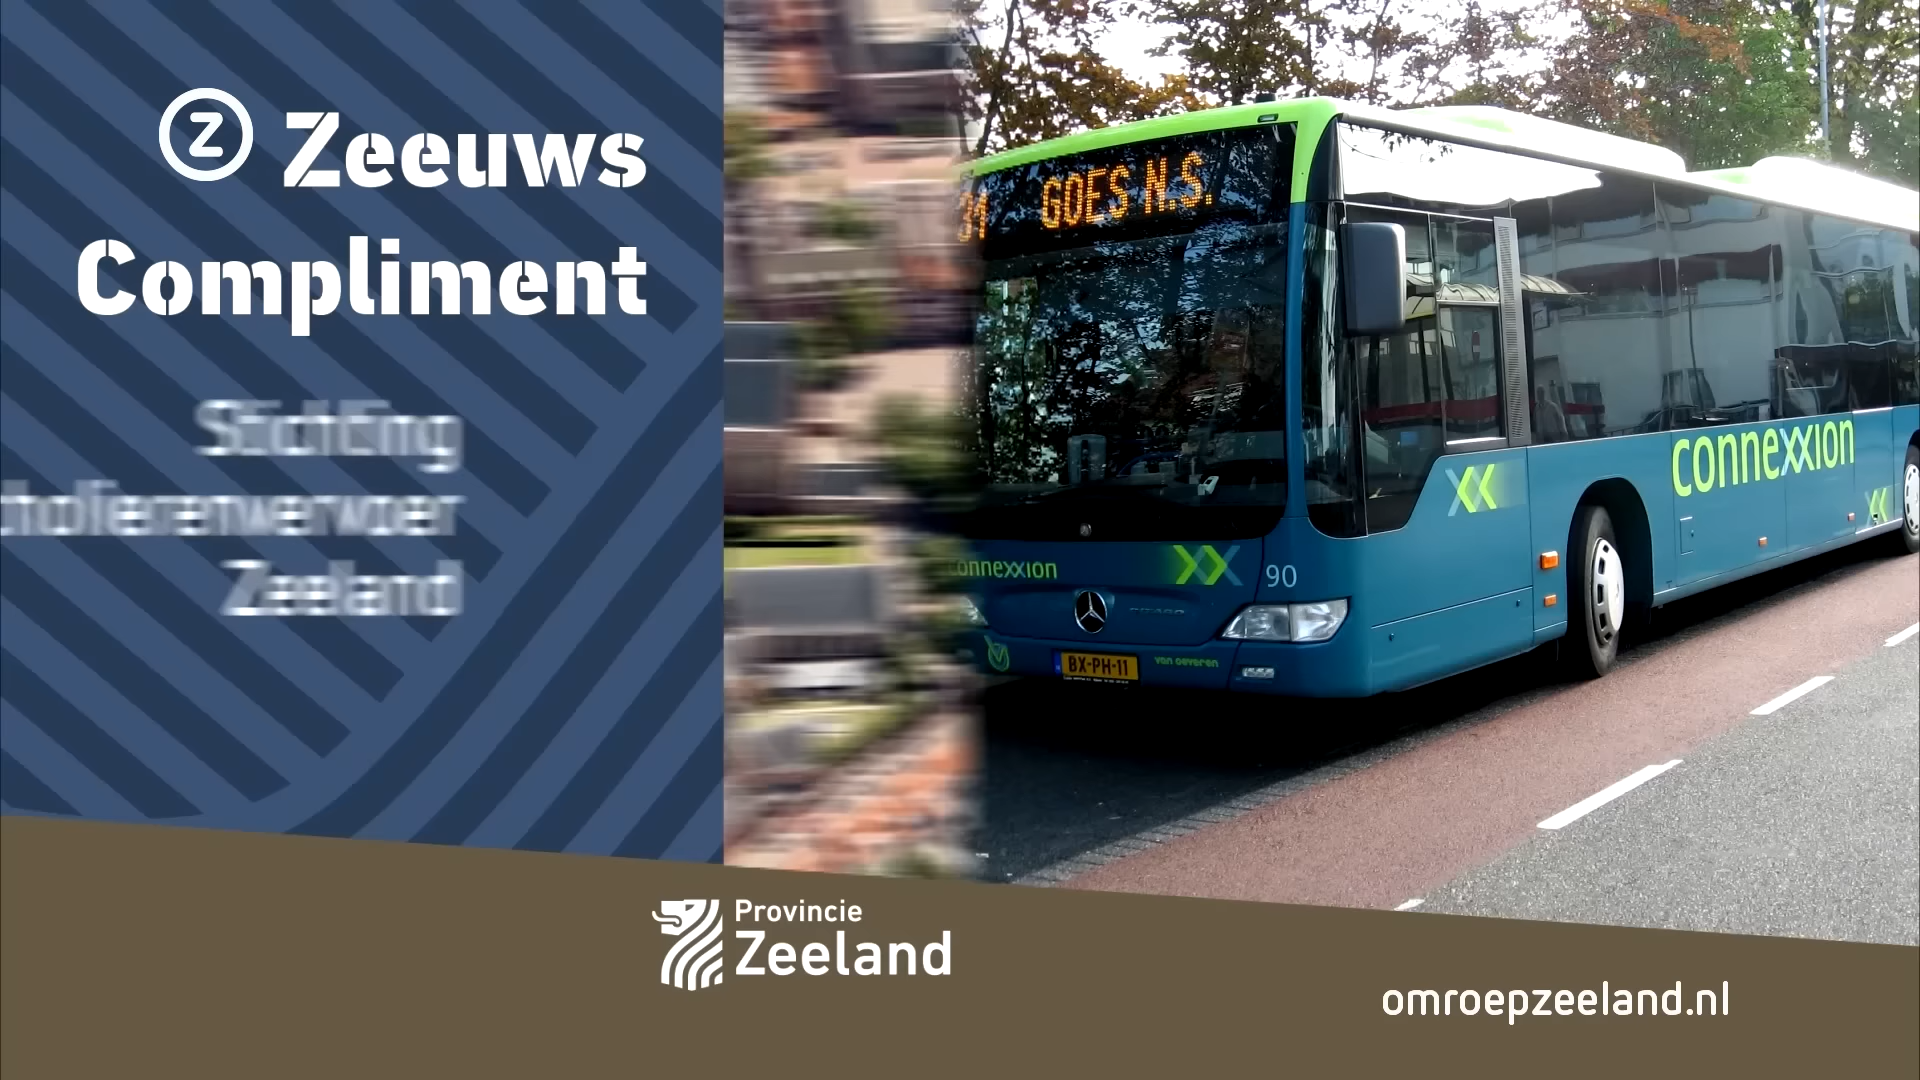 Zeeuws
Compliment
Stichting
Zeeland
31 GOES N.S.
connexxion
connexxion
90
BX-PH-11
van oeveren
Provincie
Zeeland
omroepzeeland.nl